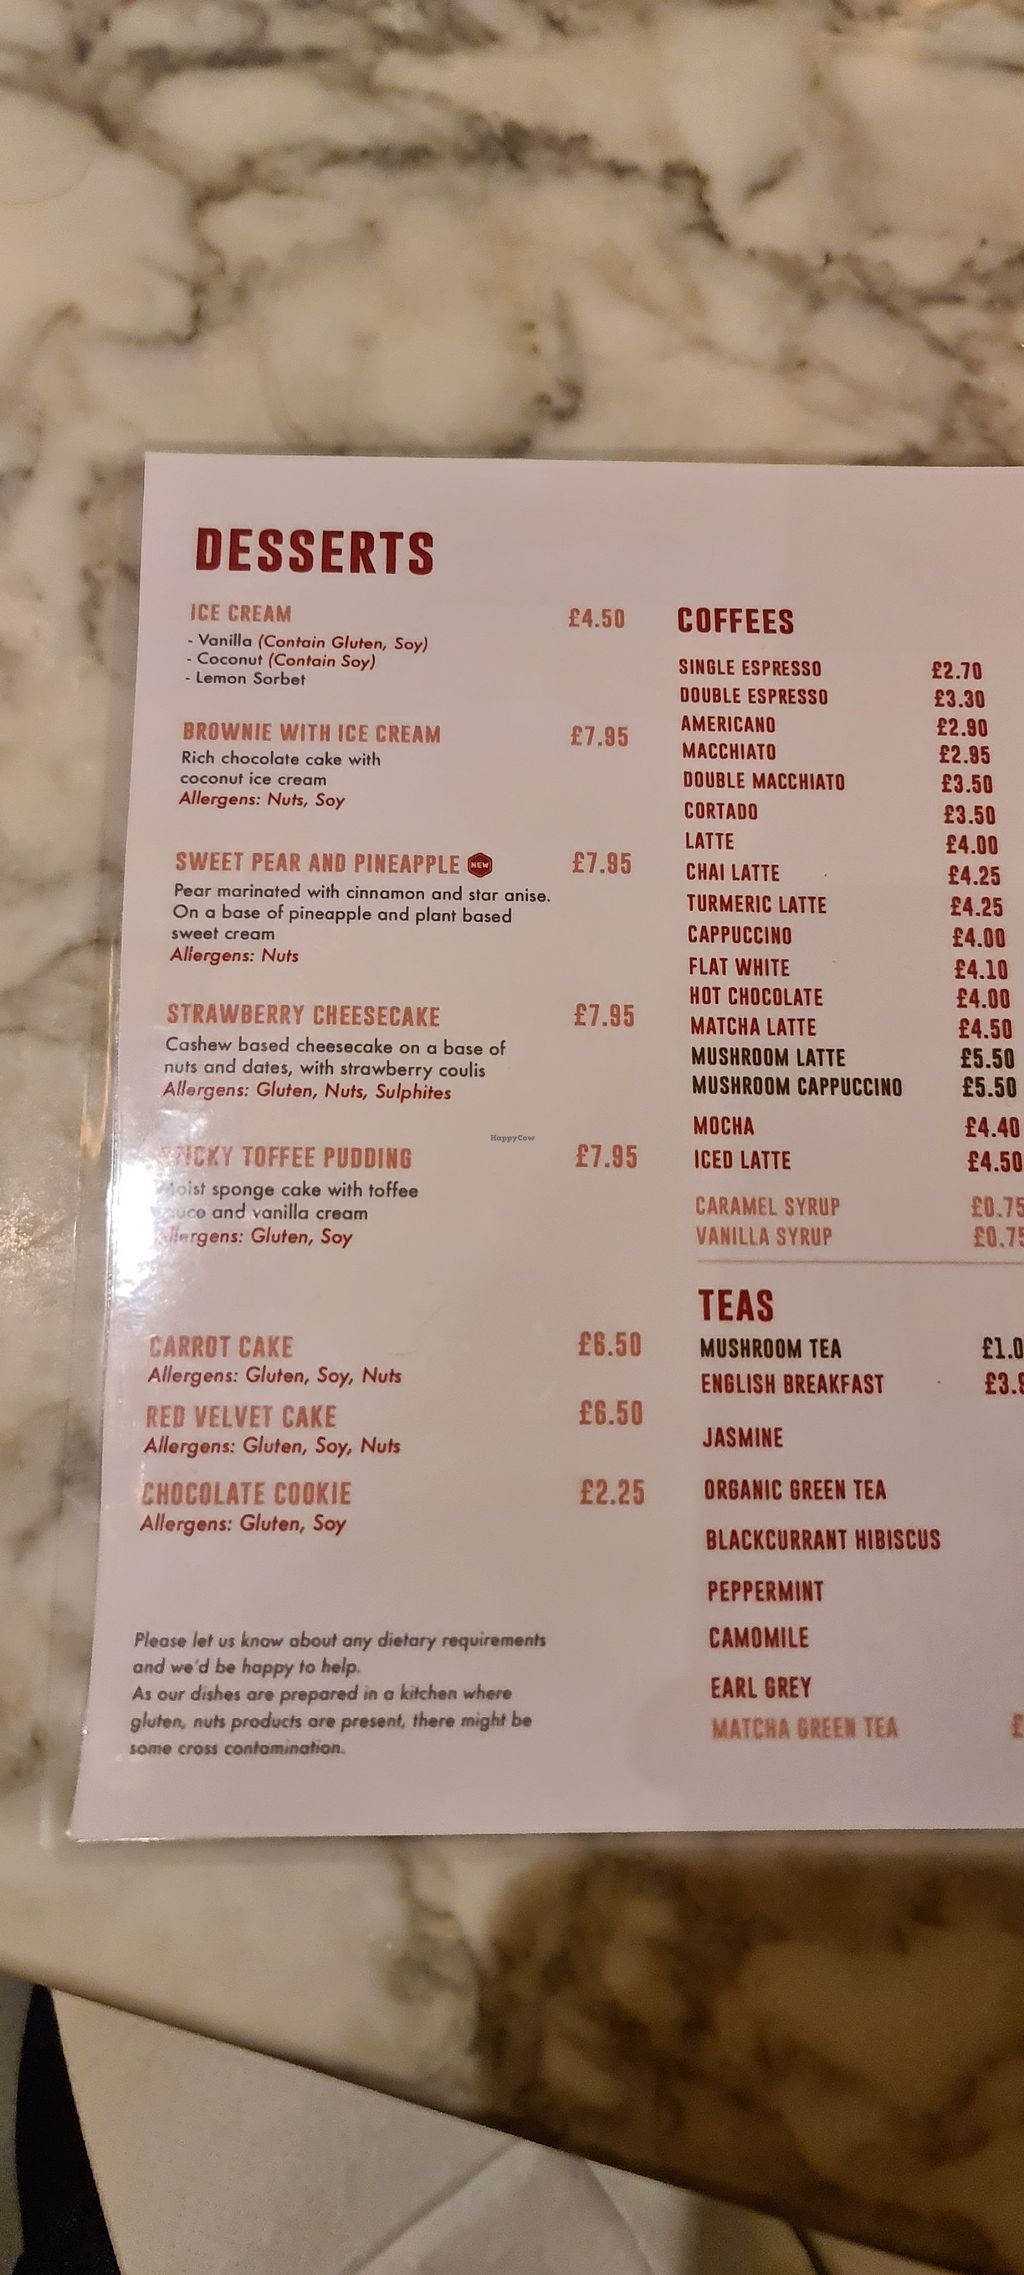 DESSERTS
ICE CREAM £4.50
- Vanilla (Contain Gluten, Soy)
- Coconut (Contain Soy)
- Lemon Sorbet
BROWNIE WITH ICE CREAM £7.95
Rich chocolate cake with
coconut ice cream
Allergens: Nuts, Soy
SWEET PEAR AND PINEAPPLE NEW £7.95
Pear marinated with cinnamon and star anise.
On a base of pineapple and plant based
sweet cream
Allergens: Nuts
STRAWBERRY CHEESECAKE £7.95
Cashew based cheesecake on a base of
nuts and dates, with strawberry coulis
Allergens: Gluten, Nuts, Sulphites
STICKY TOFFEE PUDDING £7.95
Moist sponge cake with toffee
sauce and vanilla cream
Allergens: Gluten, Soy
CARROT CAKE £6.50
Allergens: Gluten, Soy, Nuts
RED VELVET CAKE £6.50
Allergens: Gluten, Soy, Nuts
CHOCOLATE COOKIE £2.25
Allergens: Gluten, Soy
Please let us know about any dietary requirements
and we'd be happy to help.
As our dishes are prepared in a kitchen where
gluten, nuts products are present, there might be
some cross contamination.
COFFEES
SINGLE ESPRESSO £2.70
DOUBLE ESPRESSO £3.30
AMERICANO £2.90
MACCHIATO £2.95
DOUBLE MACCHIATO £3.50
CORTADO £3.50
LATTE £4.00
CHAI LATTE £4.25
TURMERIC LATTE £4.25
CAPPUCCINO £4.00
FLAT WHITE £4.10
HOT CHOCOLATE £4.00
MATCHA LATTE £4.50
MUSHROOM LATTE £5.50
MUSHROOM CAPPUCCINO £5.50
MOCHA £4.40
ICED LATTE £4.50
CARAMEL SYRUP £0.75
VANILLA SYRUP £0.75
TEAS
MUSHROOM TEA £1.0
ENGLISH BREAKFAST £3.
JASMINE
ORGANIC GREEN TEA
BLACKCURRANT HIBISCUS
PEPPERMINT
CAMOMILE
EARL GREY
MATCHA GREEN TEA £
HappyCow